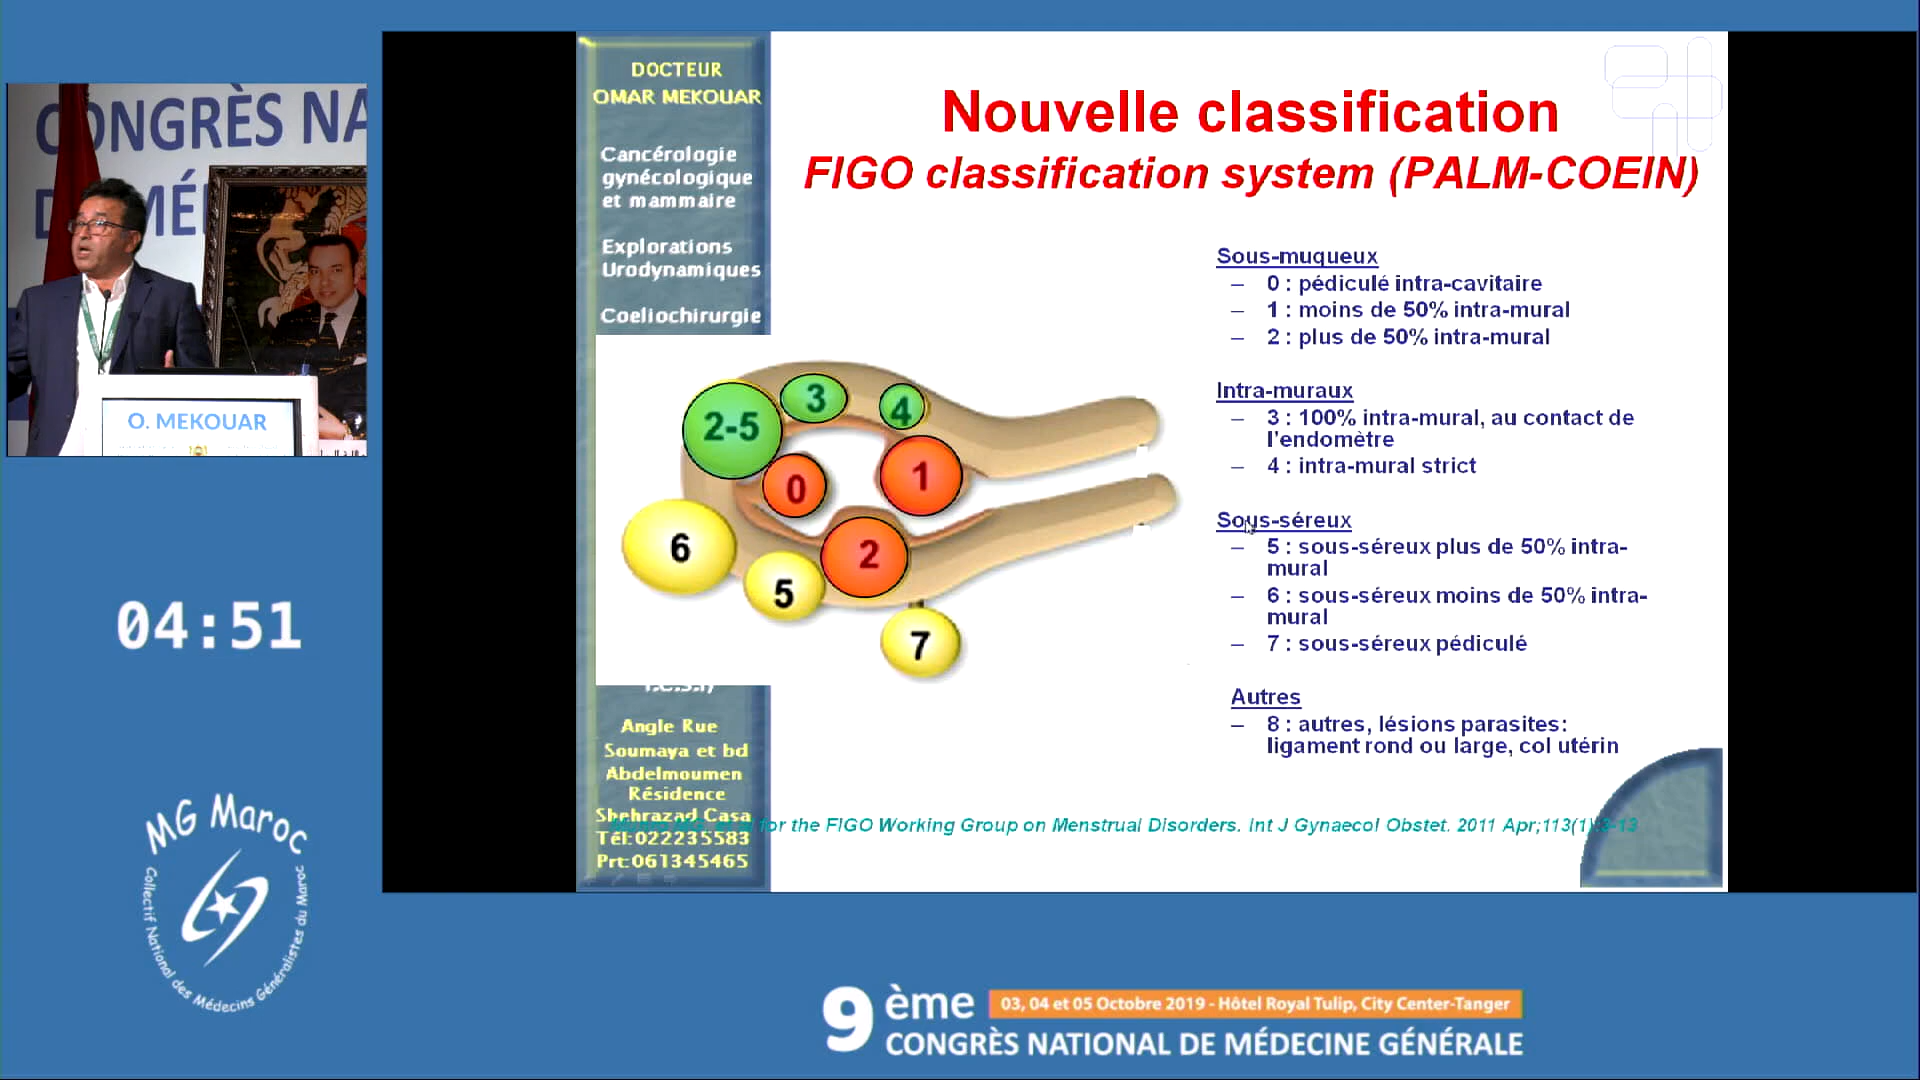 CONGRÈS NA
DE MÉ
O. MEKOUAR
04:51
MG Maroc
Collectif National des Médecins Généralistes du Maroc
DOCTEUR
OMAR MEKOUAR
Cancérologie
gynécologique
et mammaire
Explorations
Urodynamiques
Coeliochirurgie
Angle Rue
Soumaya et bd
Abdelmoumen
Résidence
Shehrazad Casa
Tél:022235583
Prt:061345465
Nouvelle classification
FIGO classification system (PALM-COEIN)
2-5
3
4
0
1
6
5
2
7
Sous-muqueux
– 0 : pédiculé intra-cavitaire
– 1 : moins de 50% intra-mural
– 2 : plus de 50% intra-mural
Intra-muraux
– 3 : 100% intra-mural, au contact de
l'endomètre
– 4 : intra-mural strict
Sous-séreux
– 5 : sous-séreux plus de 50% intra-
mural
– 6 : sous-séreux moins de 50% intra-
mural
– 7 : sous-séreux pédiculé
Autres
– 8 : autres, lésions parasites:
ligament rond ou large, col utérin
for the FIGO Working Group on Menstrual Disorders. Int J Gynaecol Obstet. 2011 Apr;113(1):3-13
9 ème
03, 04 et 05 Octobre 2019 - Hôtel Royal Tulip, City Center-Tanger
CONGRÈS NATIONAL DE MÉDECINE GÉNÉRALE